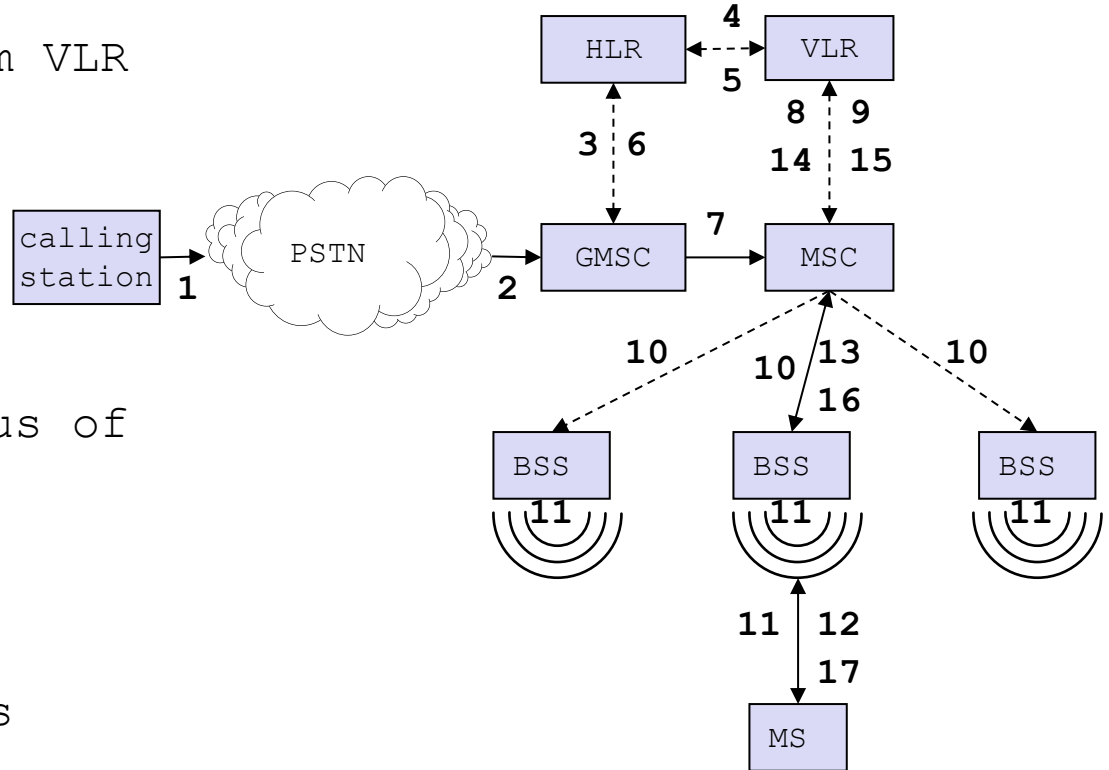 4
HLR
VLR
VLR
5
8 9
3 6
14 15
calling
station
PSTN
7
GMSC
MSC
1
2
10
10
13
10
16
us of
BSS
BSS
BSS
11
11
11
11
12
17
s
MS